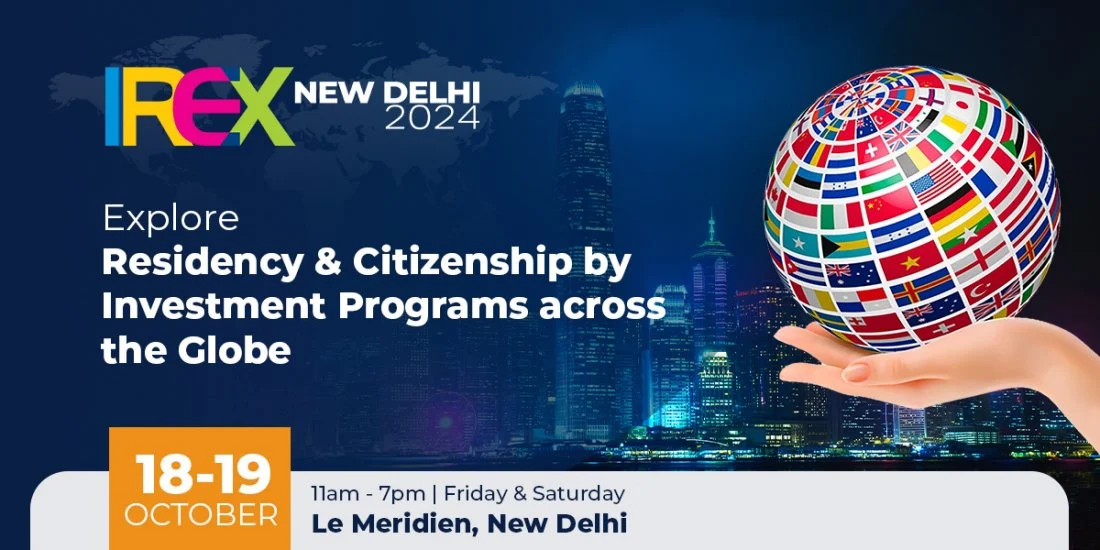 IREX NEW DELHI
2024
Explore
Residency & Citizenship by
Investment Programs across
the Globe
18-19
OCTOBER
11am - 7pm | Friday & Saturday
Le Meridien, New Delhi